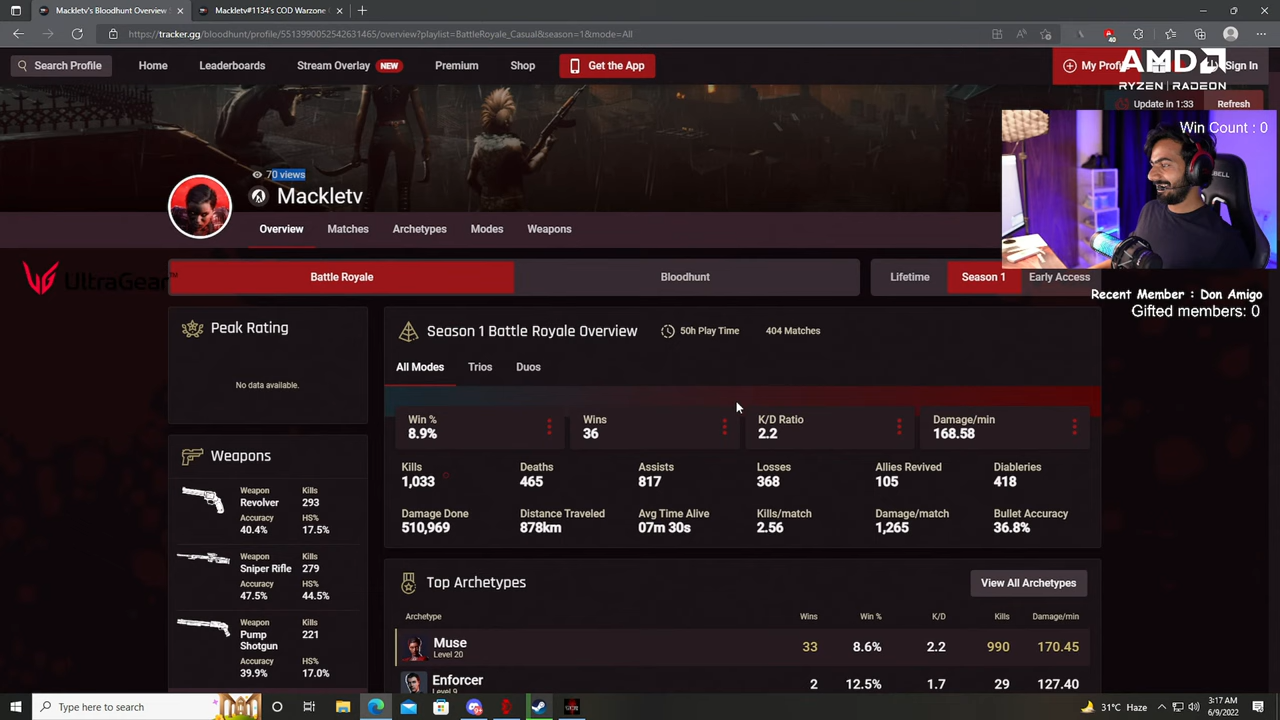 Mackletv's Bloodhunt Overview
Mackletv#1134's COD Warzone
https://tracker.gg/bloodhunt/profile/5513990052542631465/overview?playlist=BattleRoyale_Casual&season=1&mode=All
40
Search Profile
Home
Leaderboards
Stream Overlay NEW
Premium
Shop
Get the App
My Profile
Sign In
AMD
RYZEN | RADEON
Update in 1:33
Refresh
Win Count : 0
70 views
Mackletv
Overview
Matches
Archetypes
Modes
Weapons
UltraGear™
Battle Royale
Bloodhunt
Lifetime
Season 1
Early Access
Recent Member : Don Amigo
Gifted members: 0
Peak Rating
No data available.
Season 1 Battle Royale Overview
50h Play Time
404 Matches
All Modes
Trios
Duos
Win %
8.9%
Wins
36
K/D Ratio
2.2
Damage/min
168.58
Kills
1,033
Deaths
465
Assists
817
Losses
368
Allies Revived
105
Diableries
418
Damage Done
510,969
Distance Traveled
878km
Avg Time Alive
07m 30s
Kills/match
2.56
Damage/match
1,265
Bullet Accuracy
36.8%
Weapons
Weapon Kills
Revolver 293
Accuracy HS%
40.4% 17.5%
Weapon Kills
Sniper Rifle 279
Accuracy HS%
47.5% 44.5%
Weapon Kills
Pump 221
Shotgun
Accuracy HS%
39.9% 17.0%
Top Archetypes
View All Archetypes
Archetype Wins Win % K/D Kills Damage/min
Muse 33 8.6% 2.2 990 170.45
Level 20
Enforcer 2 12.5% 1.7 29 127.40
Level 9
Type here to search
31°C Haze
3:17 AM
6/9/2022